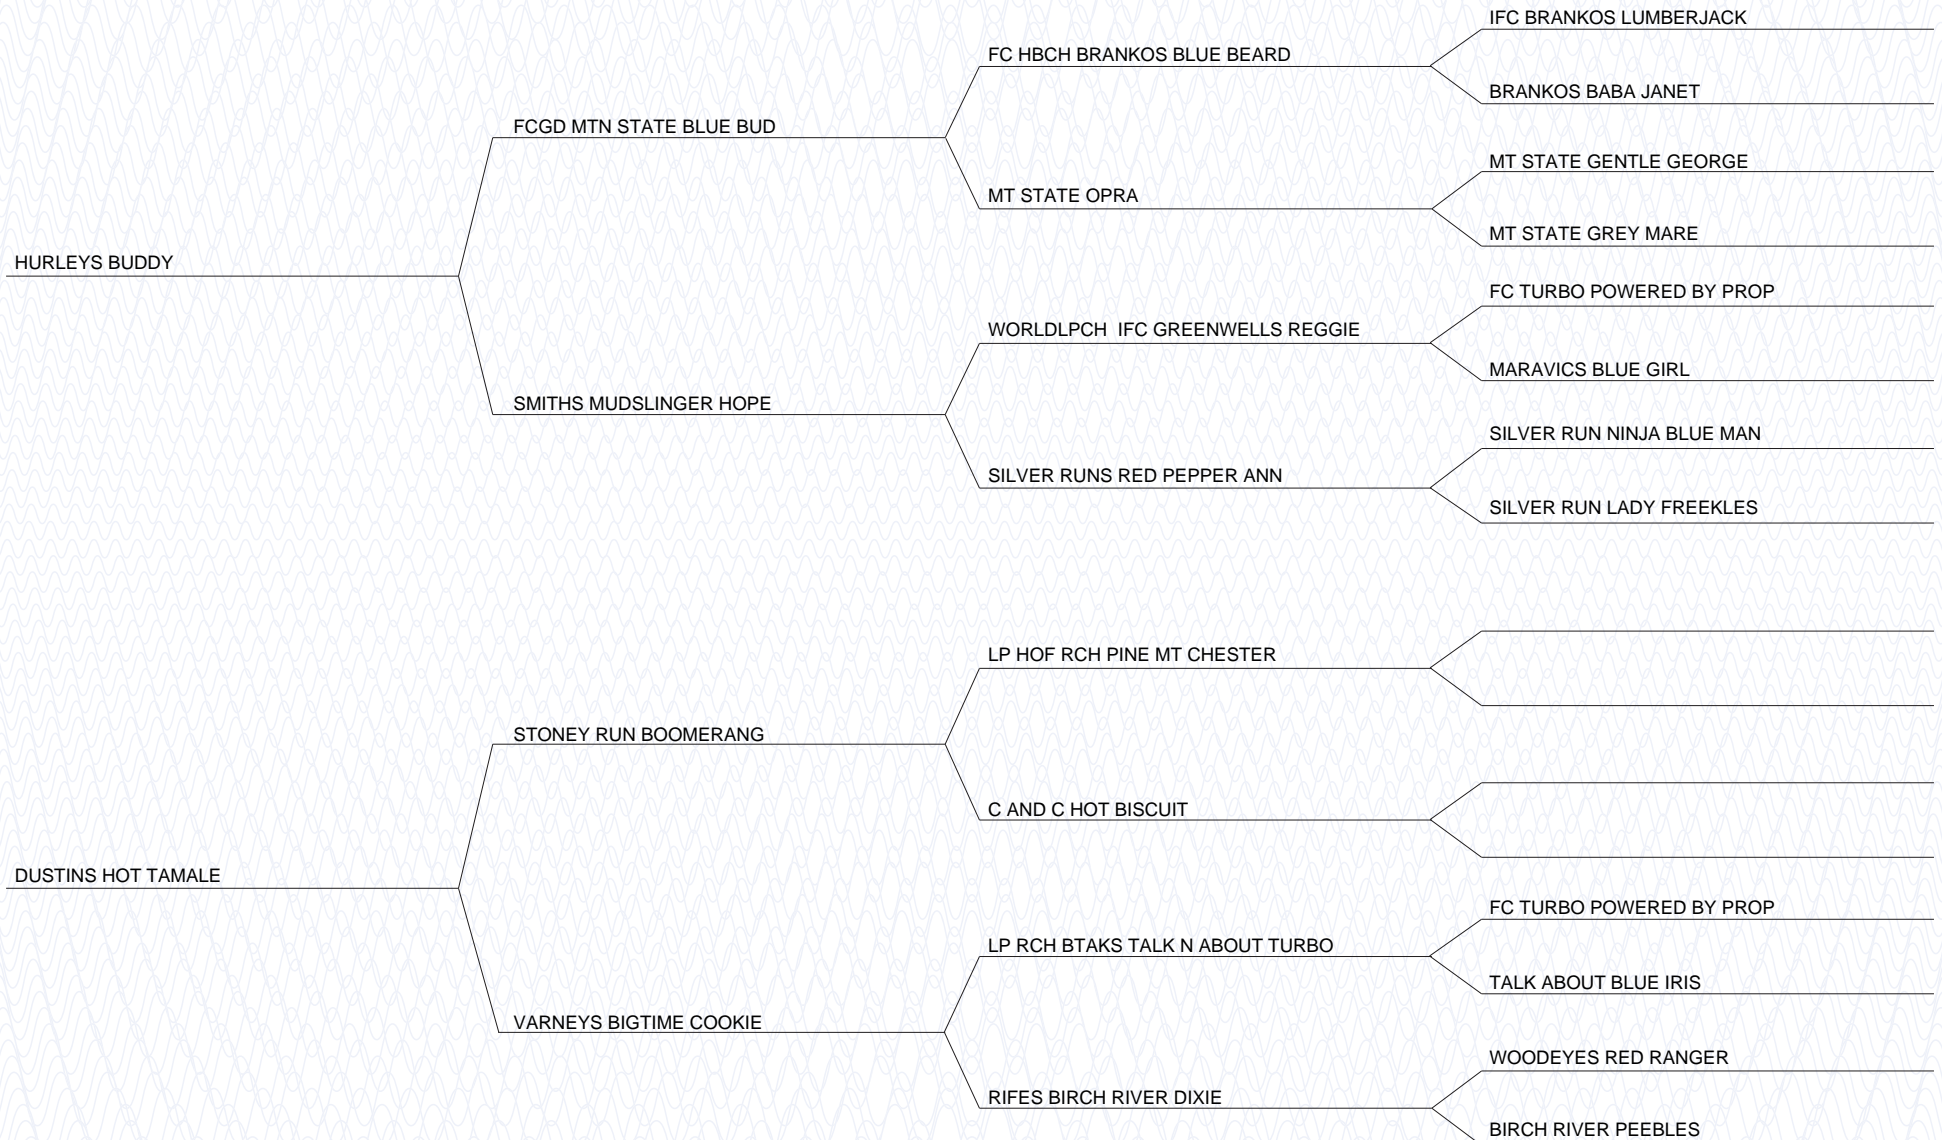 IFC BRANKOS LUMBERJACK
FC HBCH BRANKOS BLUE BEARD
BRANKOS BABA JANET
FCGD MTN STATE BLUE BUD
MT STATE GENTLE GEORGE
MT STATE OPRA
MT STATE GREY MARE
HURLEYS BUDDY
FC TURBO POWERED BY PROP
WORLDLPCH  IFC GREENWELLS REGGIE
MARAVICS BLUE GIRL
SMITHS MUDSLINGER HOPE
SILVER RUN NINJA BLUE MAN
SILVER RUNS RED PEPPER ANN
SILVER RUN LADY FREEKLES
LP HOF RCH PINE MT CHESTER
STONEY RUN BOOMERANG
C AND C HOT BISCUIT
DUSTINS HOT TAMALE
FC TURBO POWERED BY PROP
LP RCH BTAKS TALK N ABOUT TURBO
TALK ABOUT BLUE IRIS
VARNEYS BIGTIME COOKIE
WOODEYES RED RANGER
RIFES BIRCH RIVER DIXIE
BIRCH RIVER PEEBLES